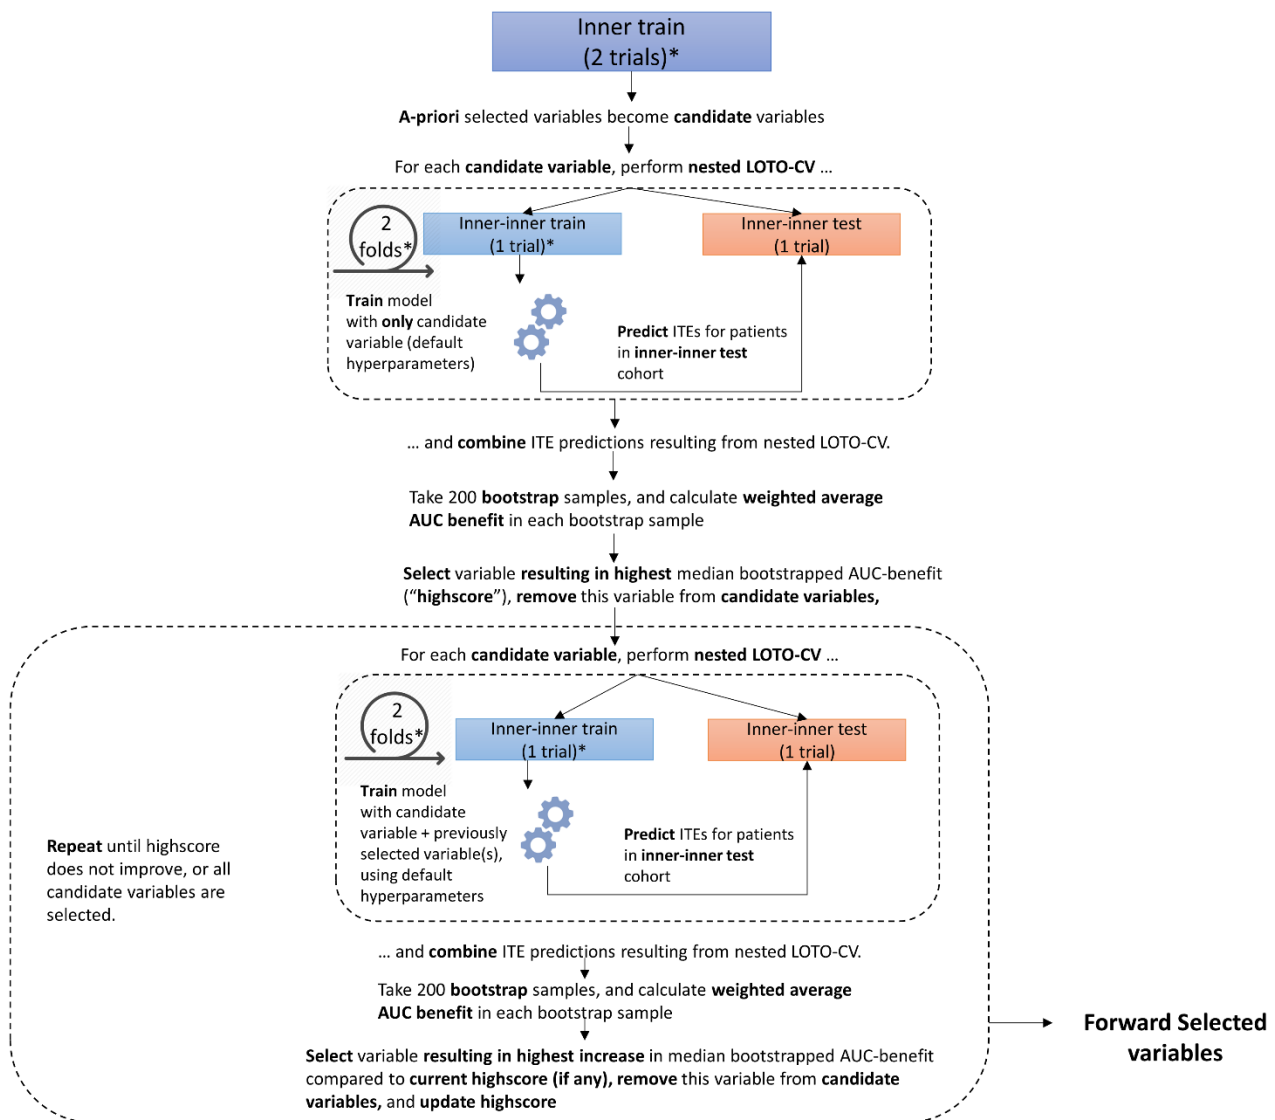 Inner train
(2 trials)*
A-priori selected variables become candidate variables
For each candidate variable, perform nested LOTO-CV ...
2
folds*
Inner-inner train
(1 trial)*
Inner-inner test
(1 trial)
Train model
with only candidate
variable (default
hyperparameters)
Predict ITEs for patients
in inner-inner test
cohort
... and combine ITE predictions resulting from nested LOTO-CV.
Take 200 bootstrap samples, and calculate weighted average
AUC benefit in each bootstrap sample
Select variable resulting in highest median bootstrapped AUC-benefit
(“highscore”), remove this variable from candidate variables,
For each candidate variable, perform nested LOTO-CV ...
2
folds*
Inner-inner train
(1 trial)*
Inner-inner test
(1 trial)
Train model
with candidate
variable + previously
selected variable(s),
using default
hyperparameters
Predict ITEs for patients
in inner-inner test
cohort
Repeat until highscore
does not improve, or all
candidate variables are
selected.
... and combine ITE predictions resulting from nested LOTO-CV.
Take 200 bootstrap samples, and calculate weighted average
AUC benefit in each bootstrap sample
Select variable resulting in highest increase in median bootstrapped AUC-benefit
compared to current highscore (if any), remove this variable from candidate
variables, and update highscore
Forward Selected
variables